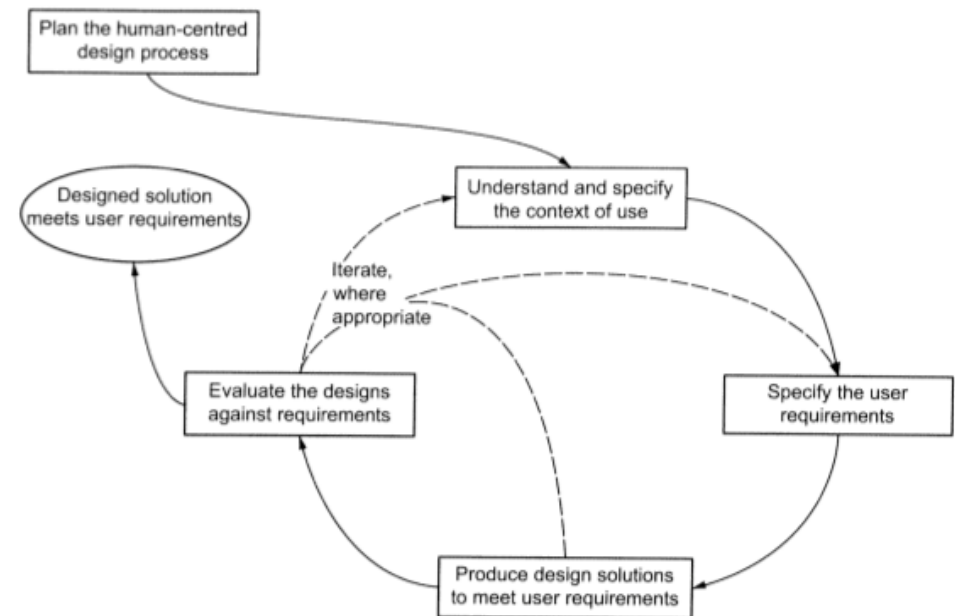 Plan the human-centred
design process
Understand and specify
the context of use
Designed solution
meets user requirements
Iterate,
where
appropriate
Evaluate the designs
against requirements
Specify the user
requirements
Produce design solutions
to meet user requirements